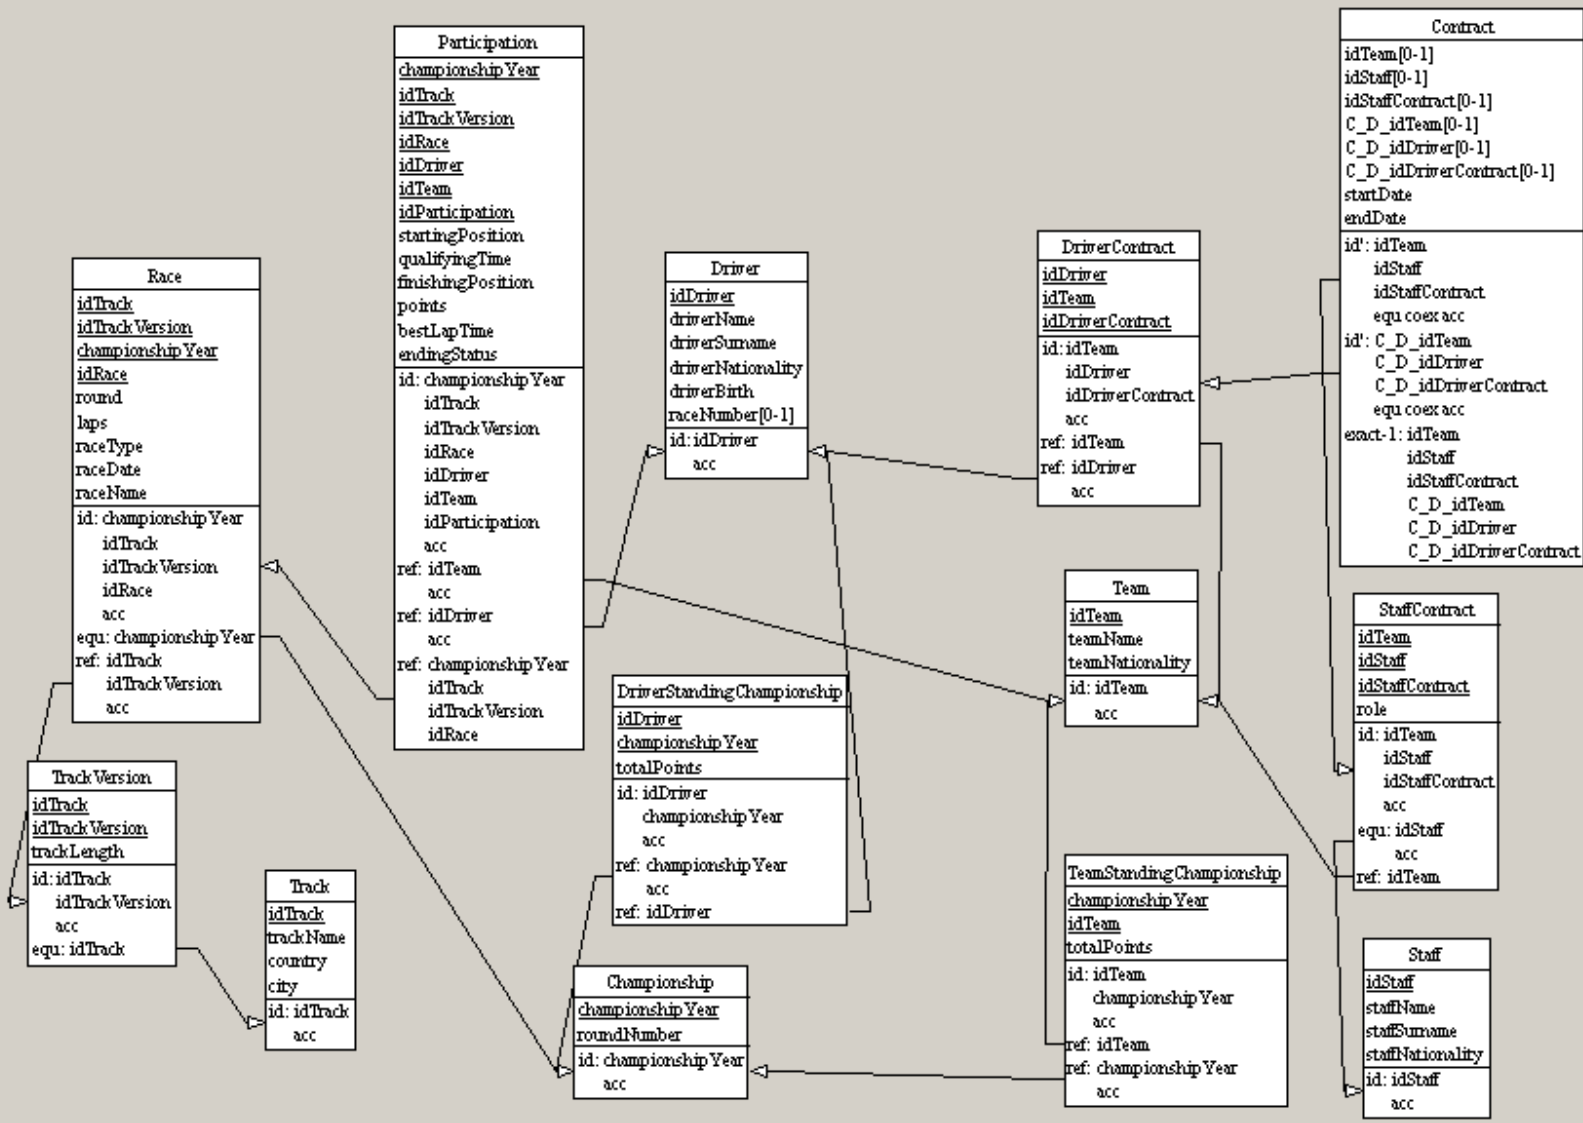 Participation
championshipYear
idTrack
idTrackVersion
idRace
idDriver
idTeam
idParticipation
startingPosition
qualifyingTime
finishingPosition
points
bestLapTime
endingStatus
id: championshipYear
idTrack
idTrackVersion
idRace
idDriver
idTeam
idParticipation
acc
ref: idTeam
acc
ref: idDriver
acc
ref: championshipYear
idTrack
idTrackVersion
idRace
Contract
idTeam[0-1]
idStaff[0-1]
idStaffContract[0-1]
C_D_idTeam[0-1]
C_D_idDriver[0-1]
C_D_idDriverContract[0-1]
startDate
endDate
id': idTeam
idStaff
idStaffContract
equ coex acc
id': C_D_idTeam
C_D_idDriver
C_D_idDriverContract
equ coex acc
exact-1: idTeam
idStaff
idStaffContract
C_D_idTeam
C_D_idDriver
C_D_idDriverContract
Race
idTrack
idTrackVersion
championshipYear
idRace
round
laps
raceType
raceDate
raceName
id: championshipYear
idTrack
idTrackVersion
idRace
acc
equ: championshipYear
ref: idTrack
idTrackVersion
acc
Driver
idDriver
driverName
driverSurname
driverNationality
driverBirth
raceNumber[0-1]
id: idDriver
acc
DriverContract
idDriver
idTeam
idDriverContract
id: idTeam
idDriver
idDriverContract
acc
ref: idTeam
ref: idDriver
acc
Team
idTeam
teamName
teamNationality
id: idTeam
acc
StaffContract
idTeam
idStaff
idStaffContract
role
id: idTeam
idStaff
idStaffContract
acc
equ: idStaff
acc
ref: idTeam
DriverStandingChampionship
idDriver
championshipYear
totalPoints
id: idDriver
championshipYear
acc
ref: championshipYear
acc
ref: idDriver
TrackVersion
idTrack
idTrackVersion
trackLength
id: idTrack
idTrackVersion
acc
equ: idTrack
Track
idTrack
trackName
country
city
id: idTrack
acc
TeamStandingChampionship
championshipYear
idTeam
totalPoints
id: idTeam
championshipYear
acc
ref: idTeam
ref: championshipYear
acc
Championship
championshipYear
roundNumber
id: championshipYear
acc
Staff
idStaff
staffName
staffSurname
staffNationality
id: idStaff
acc